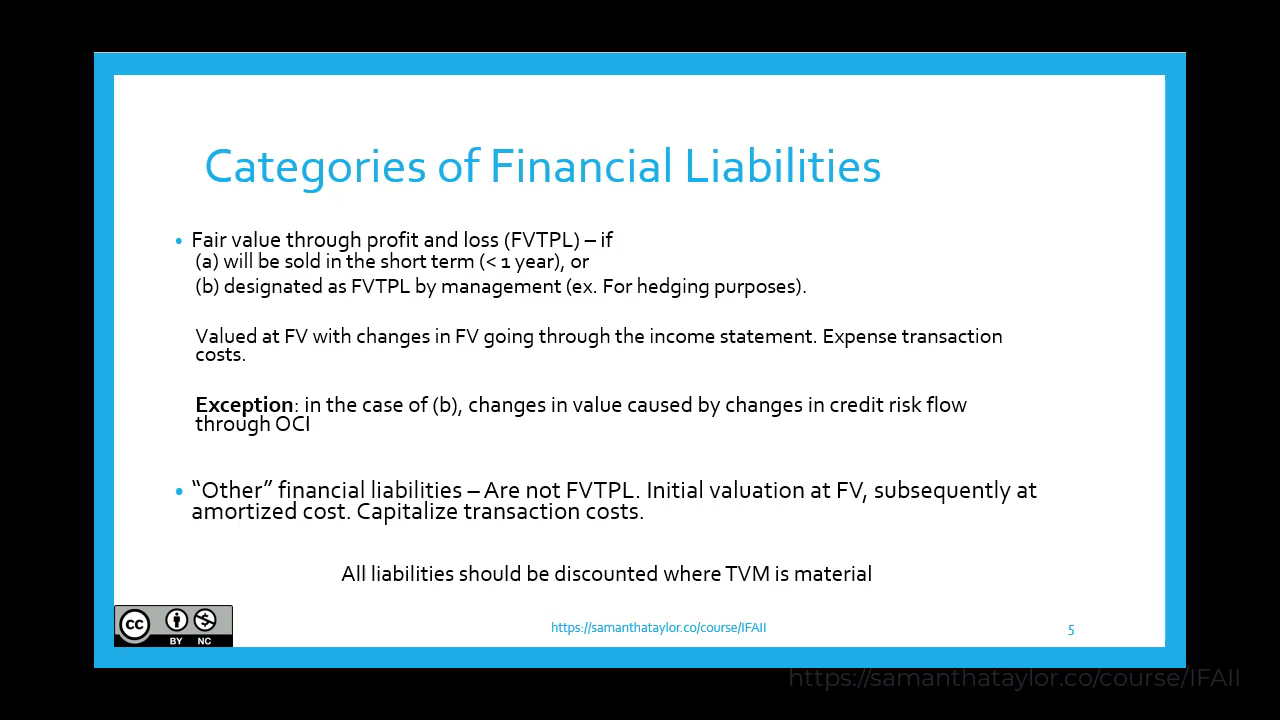 Categories of Financial Liabilities
• Fair value through profit and loss (FVTPL) – if
(a) will be sold in the short term (< 1 year), or
(b) designated as FVTPL by management (ex. For hedging purposes).
Valued at FV with changes in FV going through the income statement. Expense transaction
costs.
Exception: in the case of (b), changes in value caused by changes in credit risk flow
through OCI
• “Other” financial liabilities – Are not FVTPL. Initial valuation at FV, subsequently at
amortized cost. Capitalize transaction costs.
All liabilities should be discounted where TVM is material
cc
BY NC
https://samanthataylor.co/course/IFAII
5
https://samanthataylor.co/course/IFAII